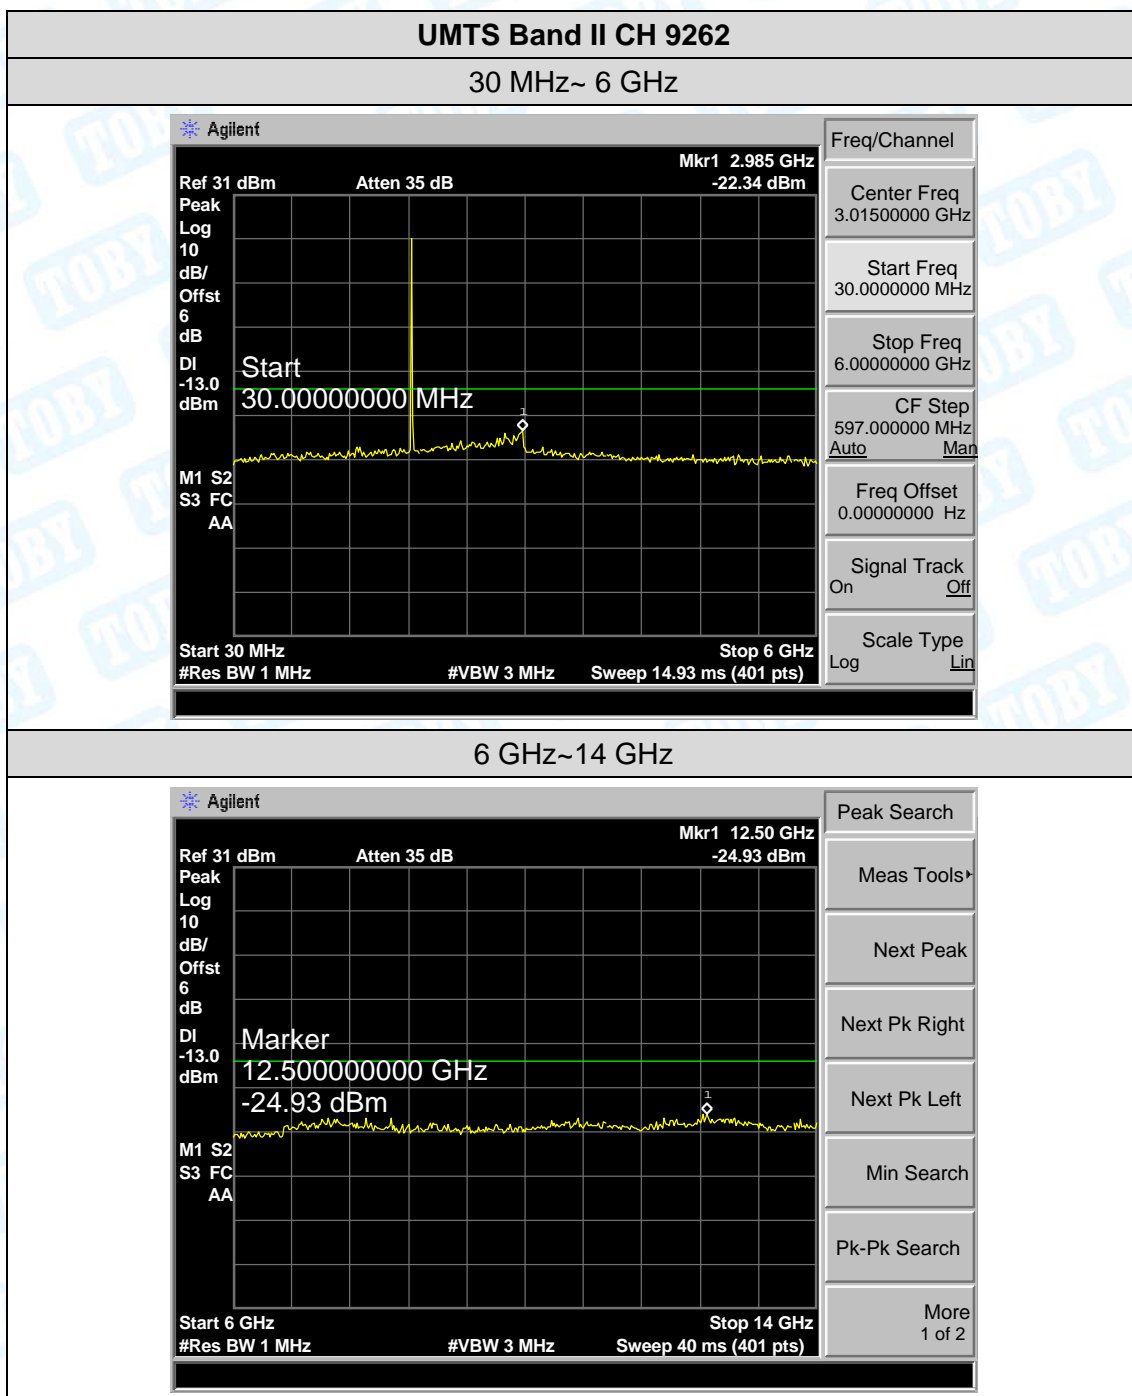 UMTS Band II CH 9262
30 MHz~ 6 GHz
Agilent
Freq/Channel
Mkr1 2.985 GHz
Ref 31 dBm Atten 35 dB -22.34 dBm
Peak
Log
10
dB/
Offst
6
dB
DI
-13.0
dBm
Start
30.00000000 MHz
1
M1 S2
S3 FC
AA
Start 30 MHz Stop 6 GHz
#Res BW 1 MHz #VBW 3 MHz Sweep 14.93 ms (401 pts)
Center Freq
3.01500000 GHz
Start Freq
30.0000000 MHz
Stop Freq
6.00000000 GHz
CF Step
597.000000 MHz
Auto Man
Freq Offset
0.00000000 Hz
Signal Track
On Off
Scale Type
Log Lin
6 GHz~14 GHz
Agilent
Peak Search
Mkr1 12.50 GHz
Ref 31 dBm Atten 35 dB -24.93 dBm
Peak
Log
10
dB/
Offst
6
dB
DI
-13.0
dBm
Marker
12.500000000 GHz
-24.93 dBm
1
M1 S2
S3 FC
AA
Start 6 GHz Stop 14 GHz
#Res BW 1 MHz #VBW 3 MHz Sweep 40 ms (401 pts)
Meas Tools
Next Peak
Next Pk Right
Next Pk Left
Min Search
Pk-Pk Search
More
1 of 2
TOBY